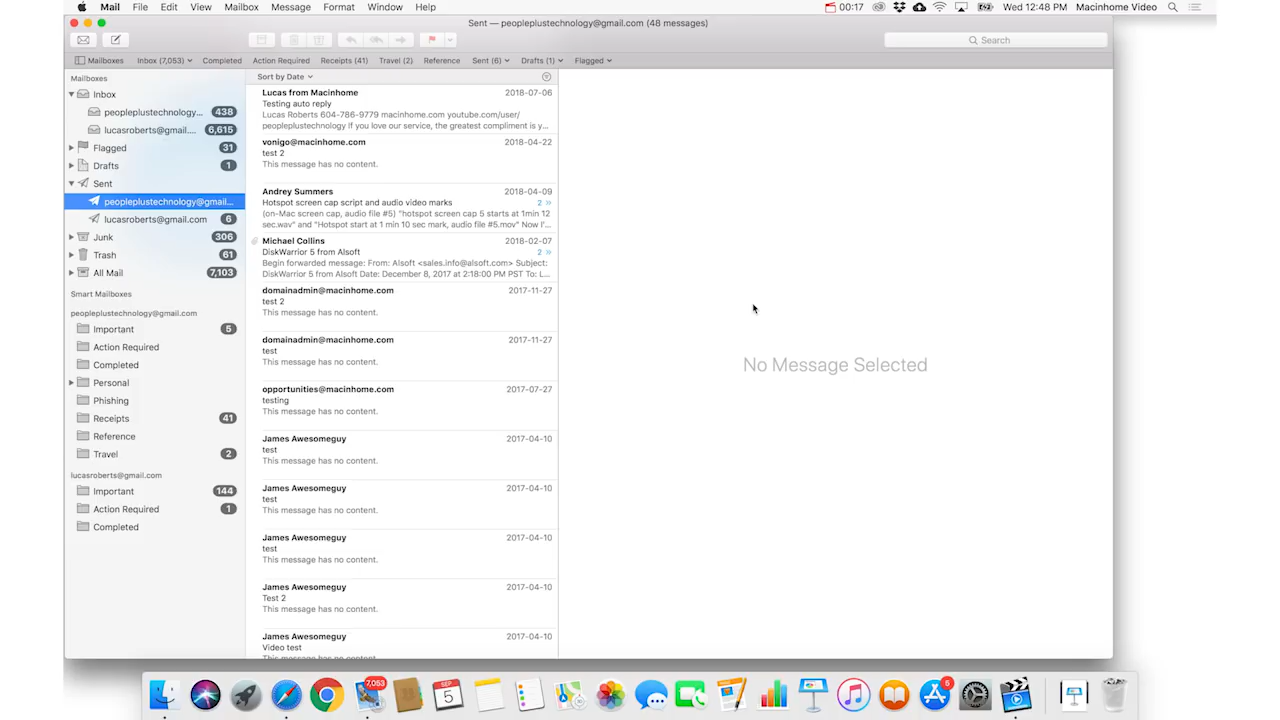 Mail File Edit View Mailbox Message Format Window Help 00:17 Wed 12:48 PM Macinhome Video
Sent — peopleplustechnology@gmail.com (48 messages)
Search
Mailboxes Inbox (7,053) Completed Action Required Receipts (41) Travel (2) Reference Sent (6) Drafts (1) Flagged
Mailboxes
Inbox
peopleplustechnology... 438
lucasroberts@gmail.... 6,615
Flagged 31
Drafts 1
Sent
peopleplustechnology@gmail...
lucasroberts@gmail.com 6
Junk 306
Trash 61
All Mail 7,103
Smart Mailboxes
peopleplustechnology@gmail.com
Important 5
Action Required
Completed
Personal
Phishing
Receipts 41
Reference
Travel 2
lucasroberts@gmail.com
Important 144
Action Required 1
Completed
Sort by Date
Lucas from Macinhome 2018-07-06
Testing auto reply
Lucas Roberts 604-786-9779 macinhome.com youtube.com/user/
peopleplustechnology If you love our service, the greatest compliment is y...
vonigo@macinhome.com 2018-04-22
test 2
This message has no content.
Andrey Summers 2018-04-09
Hotspot screen cap script and audio video marks 2 »
(on-Mac screen cap, audio file #5) "hotspot screen cap 5 starts at 1min 12
sec.wav" and "Hotspot start at 1 min 10 sec mark, audio file #5.mov" Now I'...
Michael Collins 2018-02-07
DiskWarrior 5 from Alsoft 2 »
Begin forwarded message: From: Alsoft <sales.info@alsoft.com> Subject:
DiskWarrior 5 from Alsoft Date: December 8, 2017 at 2:18:00 PM PST To: L...
domainadmin@macinhome.com 2017-11-27
test 2
This message has no content.
domainadmin@macinhome.com 2017-11-27
test
This message has no content.
opportunities@macinhome.com 2017-07-27
testing
This message has no content.
James Awesomeguy 2017-04-10
test
This message has no content.
James Awesomeguy 2017-04-10
test
This message has no content.
James Awesomeguy 2017-04-10
test
This message has no content.
James Awesomeguy 2017-04-10
Test 2
This message has no content.
James Awesomeguy 2017-04-10
Video test
This message has no content.
No Message Selected
7,053
SEP
5
5